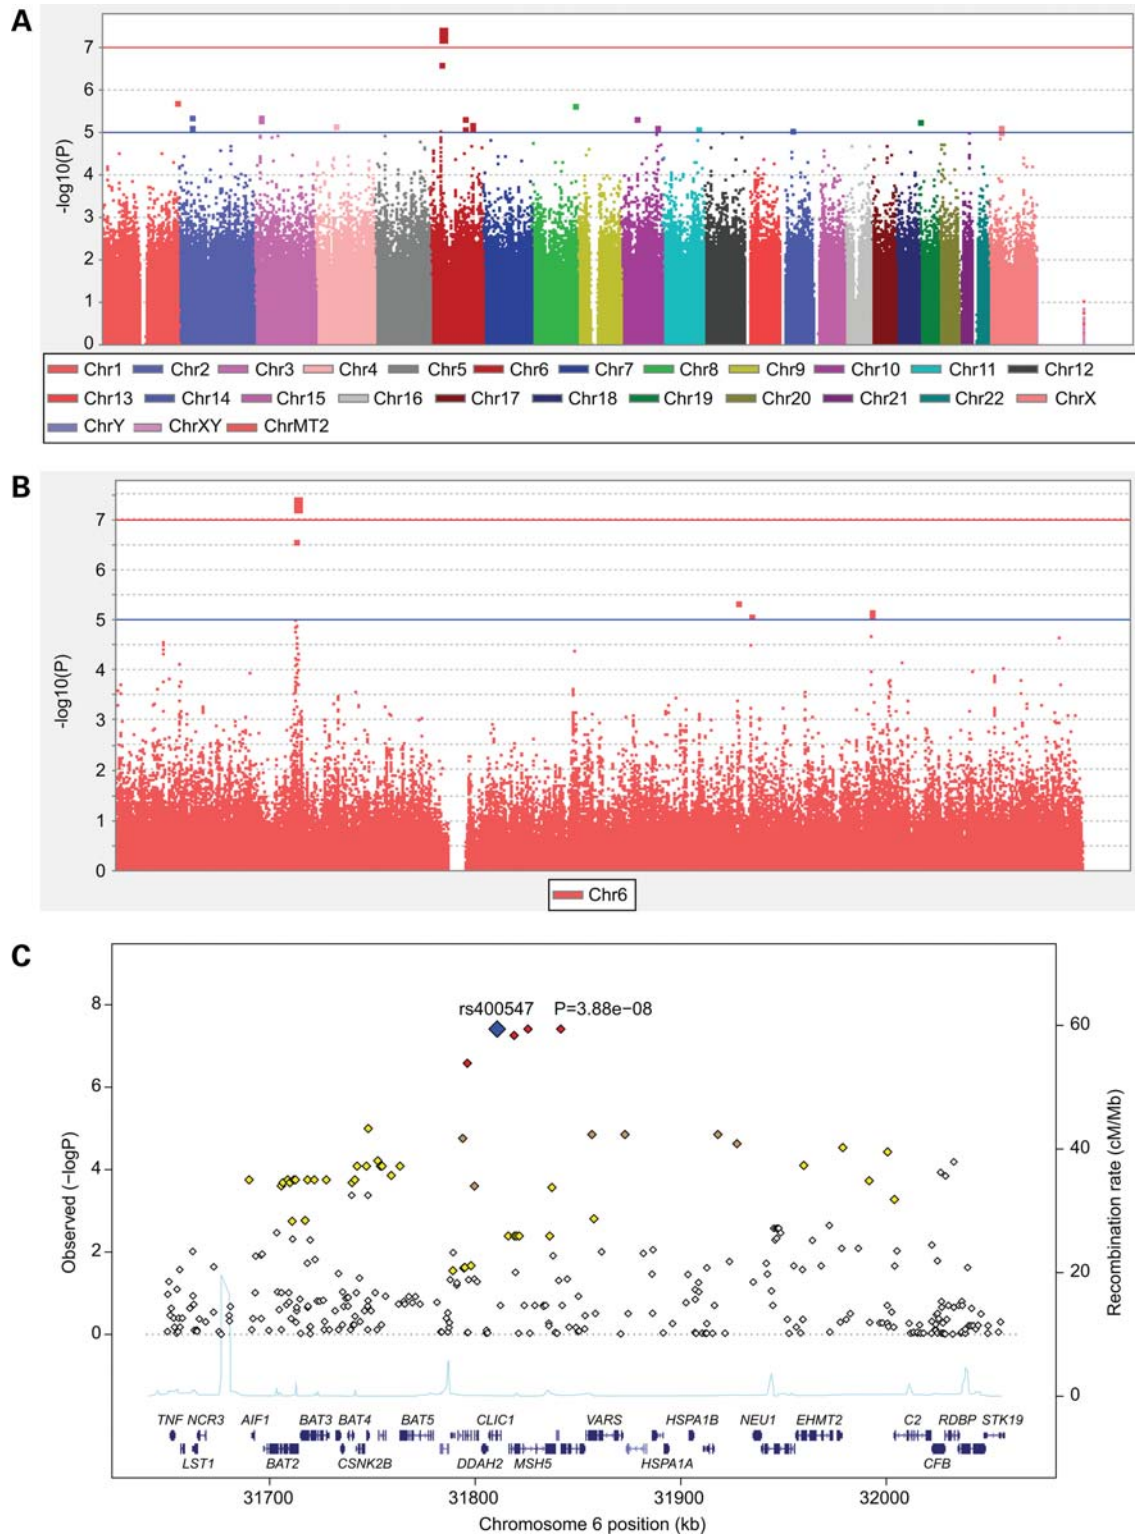 A
-log10(P)
7
6
5
4
3
2
1
0
Chr1 Chr2 Chr3 Chr4 Chr5 Chr6 Chr7 Chr8 Chr9 Chr10 Chr11 Chr12
Chr13 Chr14 Chr15 Chr16 Chr17 Chr18 Chr19 Chr20 Chr21 Chr22 ChrX
ChrY ChrXY ChrMT2
B
-log10(P)
7
6
5
4
3
2
1
0
Chr6
C
rs400547 P=3.88e-08
Observed (−logP)
8
6
4
2
0
Recombination rate (cM/Mb)
60
40
20
0
TNF NCR3 AIF1 BAT3 BAT4 BAT5 CLIC1 VARS HSPA1B NEU1 EHMT2 C2 RDBP STK19
LST1 BAT2 CSNK2B DDAH2 MSH5 HSPA1A CFB
31700 31800 31900 32000
Chromosome 6 position (kb)